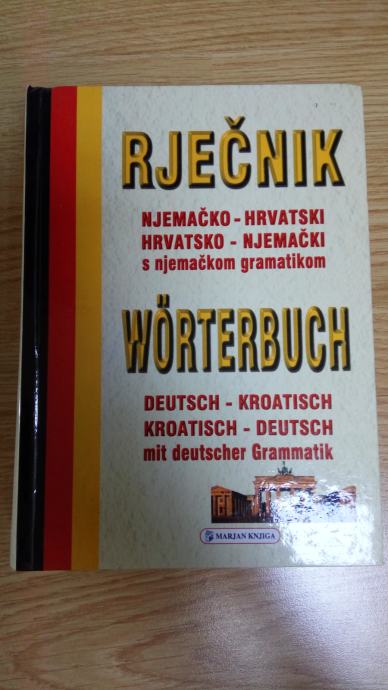 RJEČNIK
NJEMAČKO - HRVATSKI
HRVATSKO - NJEMAČKI
s njemačkom gramatikom
WÖRTERBUCH
DEUTSCH - KROATISCH
KROATISCH - DEUTSCH
mit deutscher Grammatik
MARJAN KNJIGA